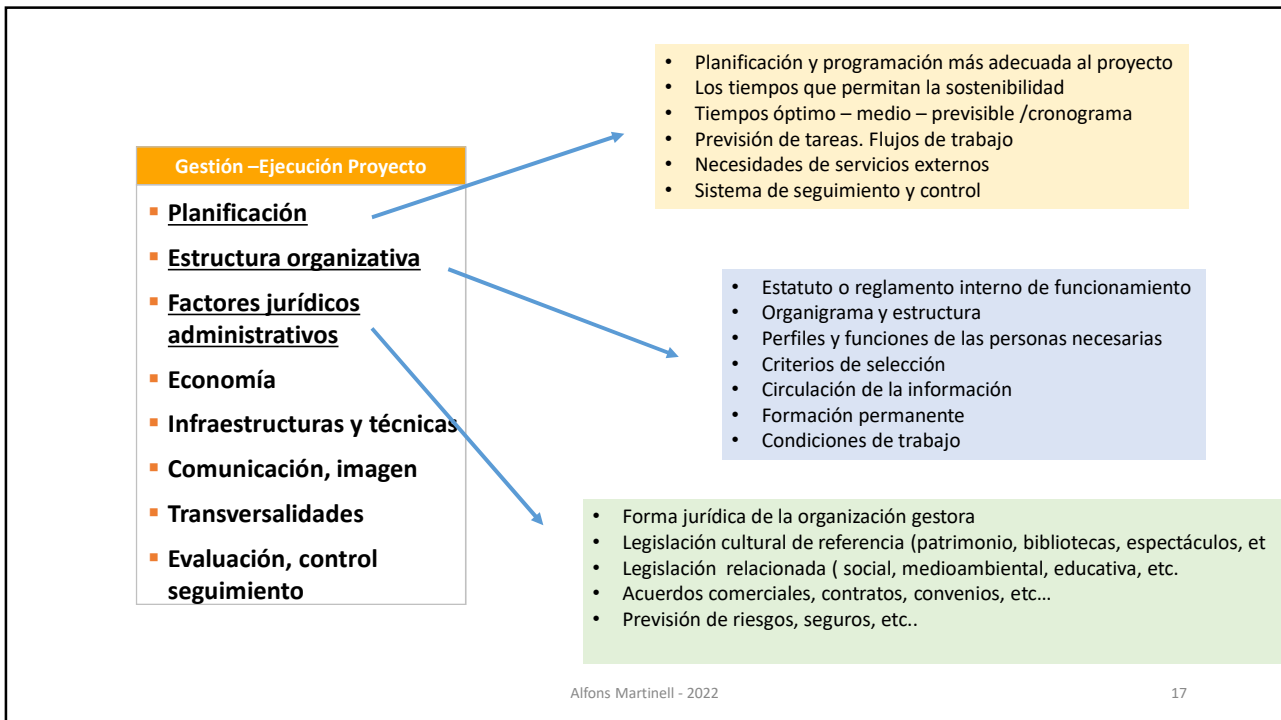 Gestión –Ejecución Proyecto
▪ Planificación
▪ Estructura organizativa
▪ Factores jurídicos
administrativos
▪ Economía
▪ Infraestructuras y técnicas
▪ Comunicación, imagen
▪ Transversalidades
▪ Evaluación, control
seguimiento
• Planificación y programación más adecuada al proyecto
• Los tiempos que permitan la sostenibilidad
• Tiempos óptimo – medio – previsible /cronograma
• Previsión de tareas. Flujos de trabajo
• Necesidades de servicios externos
• Sistema de seguimiento y control
• Estatuto o reglamento interno de funcionamiento
• Organigrama y estructura
• Perfiles y funciones de las personas necesarias
• Criterios de selección
• Circulación de la información
• Formación permanente
• Condiciones de trabajo
• Forma jurídica de la organización gestora
• Legislación cultural de referencia (patrimonio, bibliotecas, espectáculos, et
• Legislación relacionada ( social, medioambiental, educativa, etc.
• Acuerdos comerciales, contratos, convenios, etc...
• Previsión de riesgos, seguros, etc..
Alfons Martinell - 2022
17